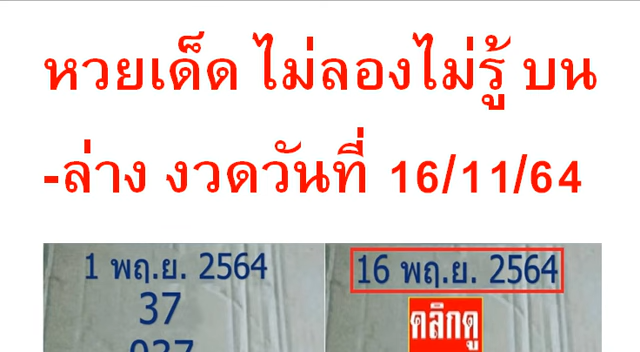 หวยเด็ด ไม่ลองไม่รู้ บน
-ล่าง งวดวันที่ 16/11/64
1 พฤ.ย. 2564
16 พฤ.ย. 2564
37
คลิกดู